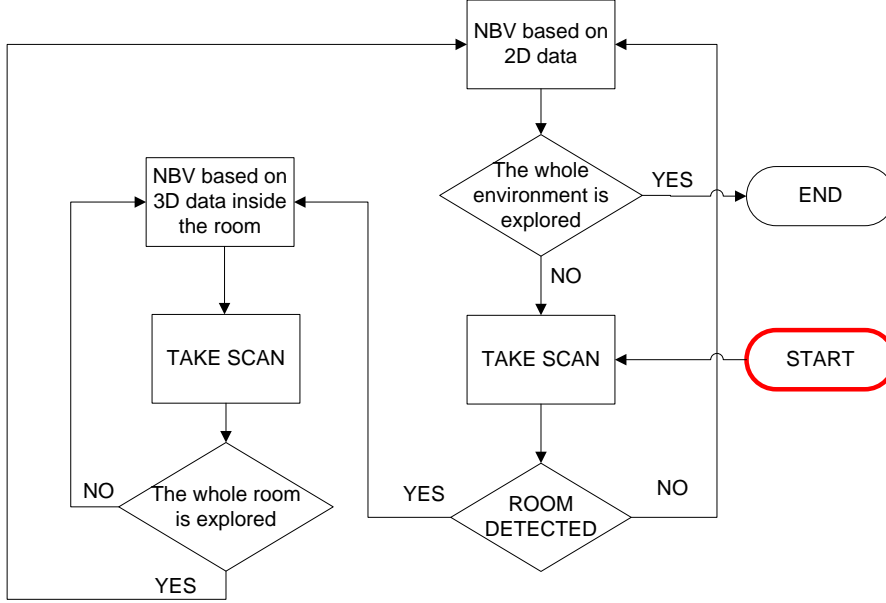 NBV based on
2D data
The whole
environment is
explored
YES
END
NBV based on
3D data inside
the room
NO
TAKE SCAN
TAKE SCAN
START
NO
The whole room
is explored
YES
ROOM
DETECTED
NO
YES